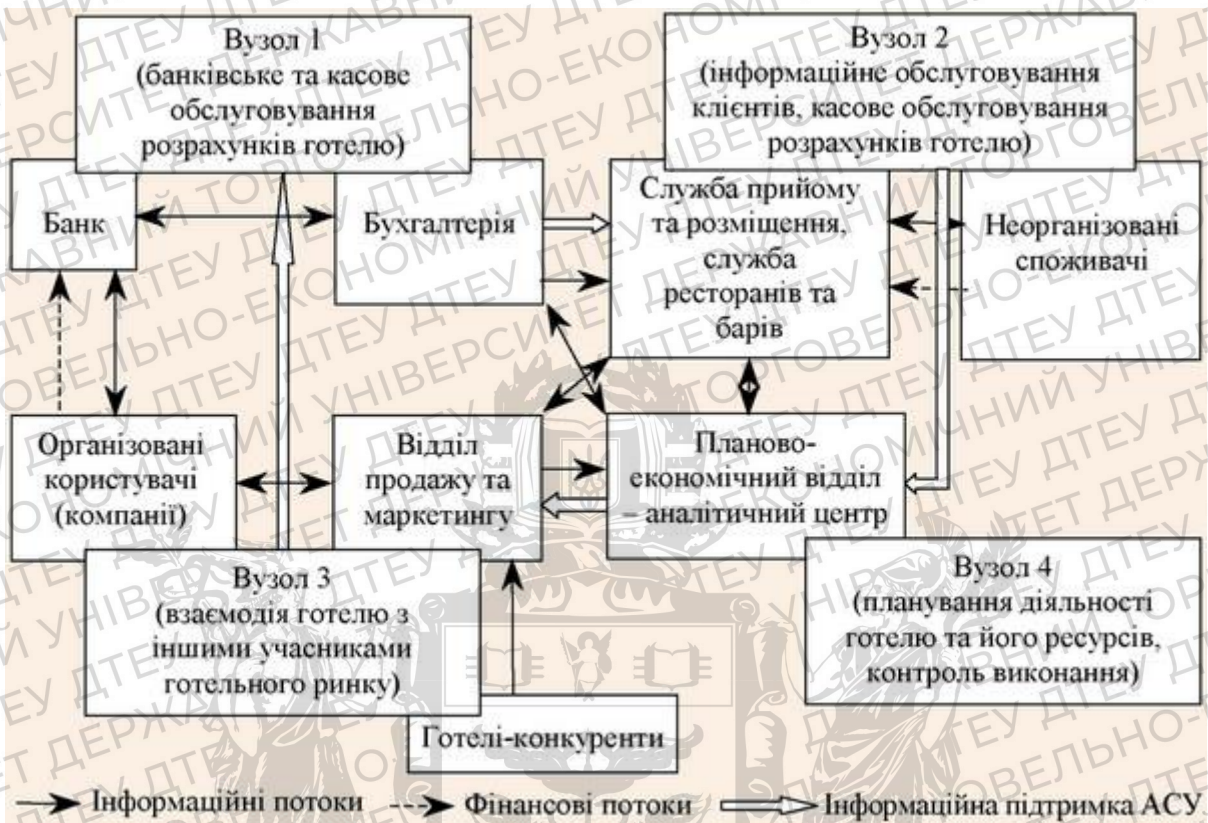 Вузол 1
(банківське та касове
обслуговування
розрахунків готелю)
Вузол 2
(інформаційне обслуговування
клієнтів, касове обслуговування
розрахунків готелю)
Банк
Бухгалтерія
Служба прийому
та розміщення,
служба
ресторанів та
барів
Неорганізовані
споживачі
Організовані
користувачі
(компанії)
Відділ
продажу та
маркетингу
Планово-
економічний відділ
– аналітичний центр
Вузол 3
(взаємодія готелю з
іншими учасниками
готельного ринку)
Вузол 4
(планування діяльності
готелю та його ресурсів,
контроль виконання)
Готелі-конкуренти
Інформаційні потоки
Фінансові потоки
Інформаційна підтримка АСУ